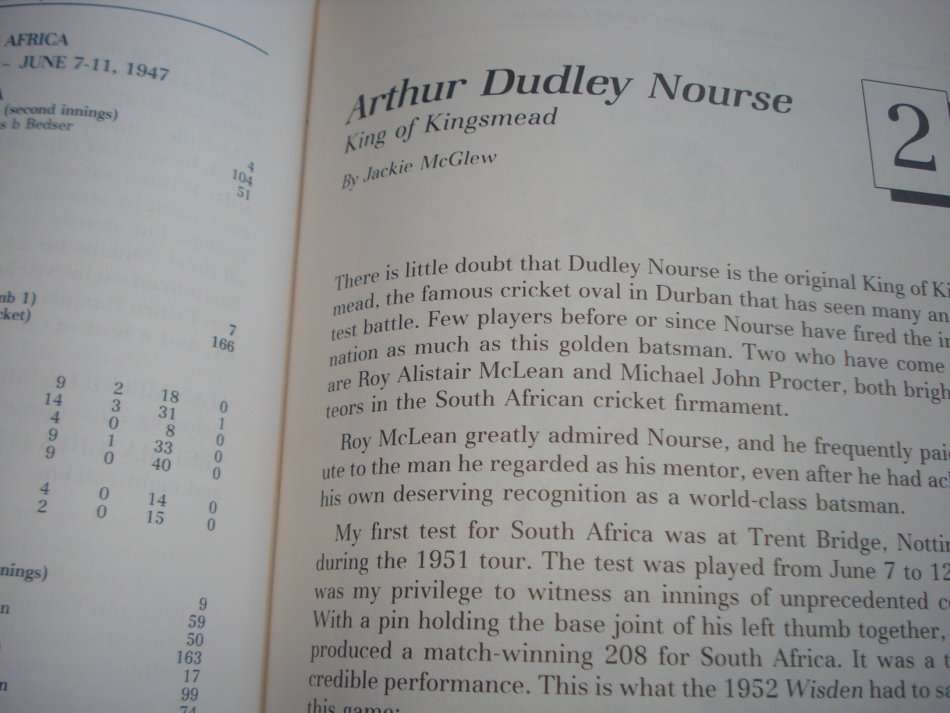 AFRICA
– JUNE 7-11, 1947
(second innings)
s b Bedser
4
104
51
mb 1)
cket)
7
166
9 2 18 0
14 3 31 1
4 0 8 0
9 1 33 0
9 0 40 0
4 0 14 0
2 0 15 0
nings)
n 9
59
50
163
17
n 99
74
Arthur Dudley Nourse
King of Kingsmead
By Jackie McGlew
2
There is little doubt that Dudley Nourse is the original King of Ki
mead, the famous cricket oval in Durban that has seen many an
test battle. Few players before or since Nourse have fired the i
nation as much as this golden batsman. Two who have come
are Roy Alistair McLean and Michael John Procter, both brigh
teors in the South African cricket firmament.
Roy McLean greatly admired Nourse, and he frequently paid
ute to the man he regarded as his mentor, even after he had ac
his own deserving recognition as a world-class batsman.
My first test for South Africa was at Trent Bridge, Nottin
during the 1951 tour. The test was played from June 7 to 12
was my privilege to witness an innings of unprecedented co
With a pin holding the base joint of his left thumb together,
produced a match-winning 208 for South Africa. It was a t
credible performance. This is what the 1952 Wisden had to sa
this game: